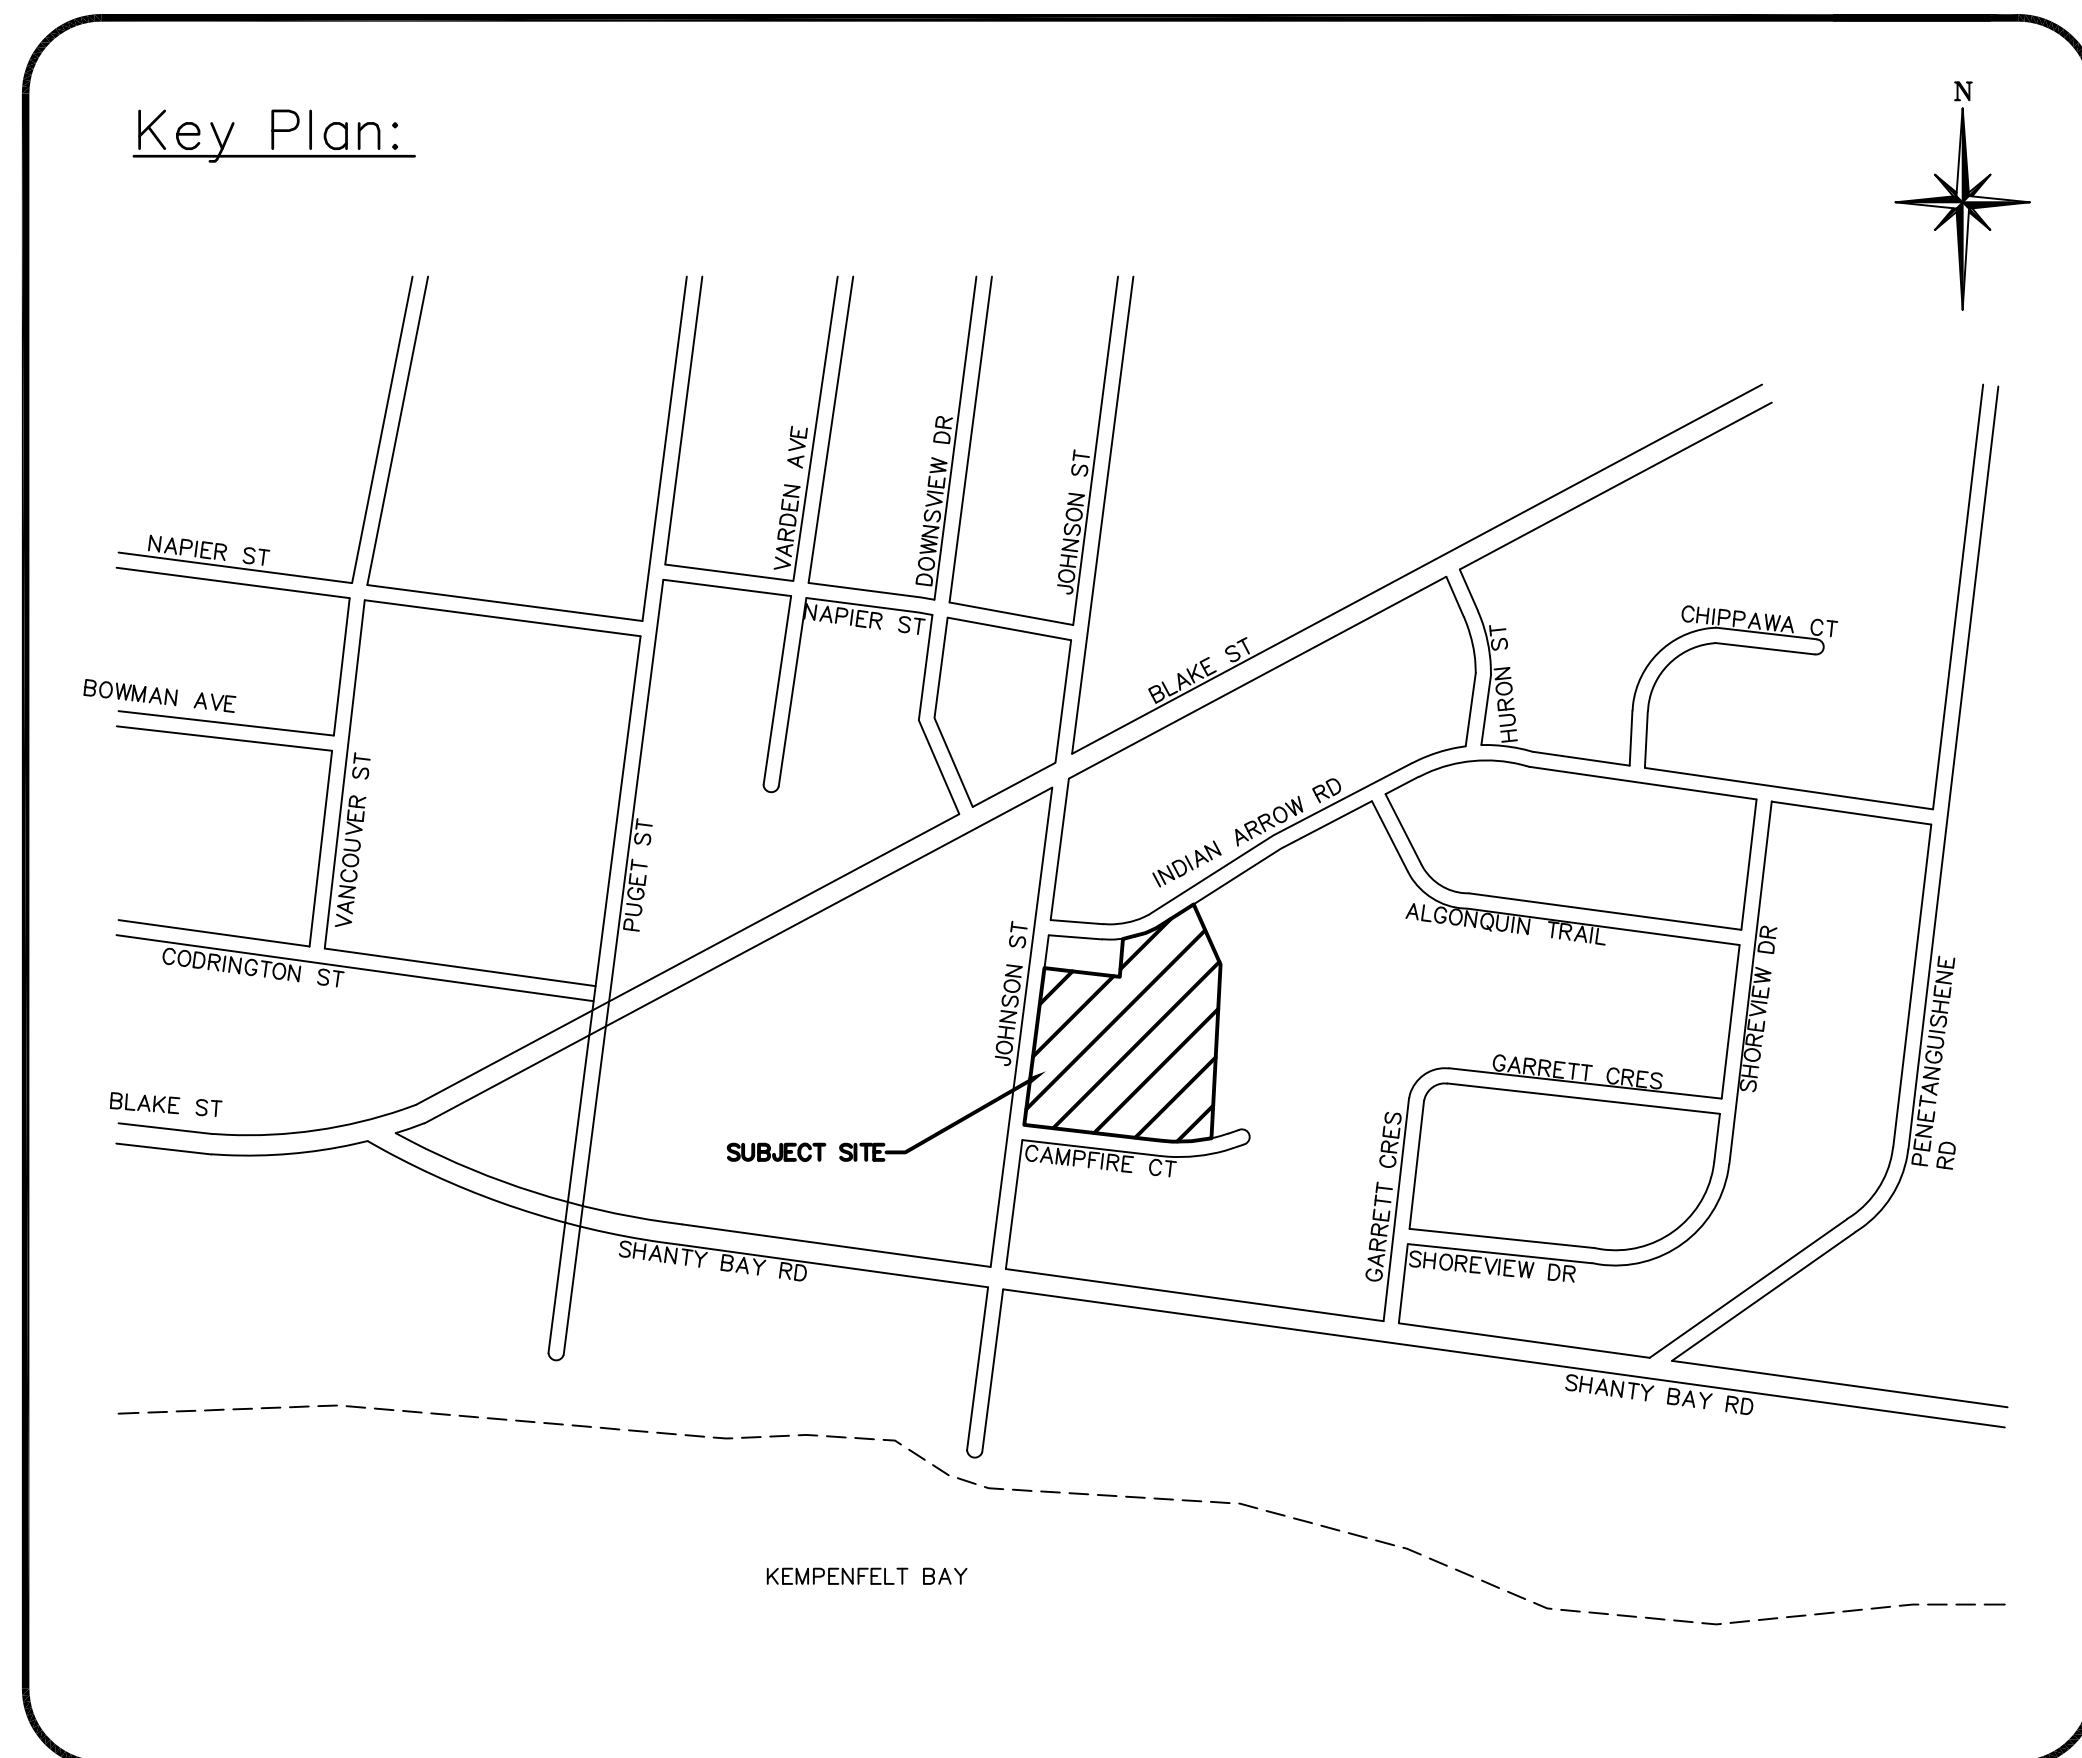 N
Key Plan:
NAPIER ST
VARDEN AVE
DOWNSVIEW DR
JOHNSON ST
NAPIER ST
BLAKE ST
HURON ST
CHIPPAWA CT
BOWMAN AVE
VANCOUVER ST
PUGET ST
INDIAN ARROW RD
ALGONQUIN TRAIL
CODRINGTON ST
JOHNSON ST
SHOREVIEW DR
PENETANGUISHENE
RD
GARRETT CRES
BLAKE ST
SUBJECT SITE
CAMPFIRE CT
GARRETT CRES
SHANTY BAY RD
SHOREVIEW DR
SHANTY BAY RD
KEMPENFELT BAY